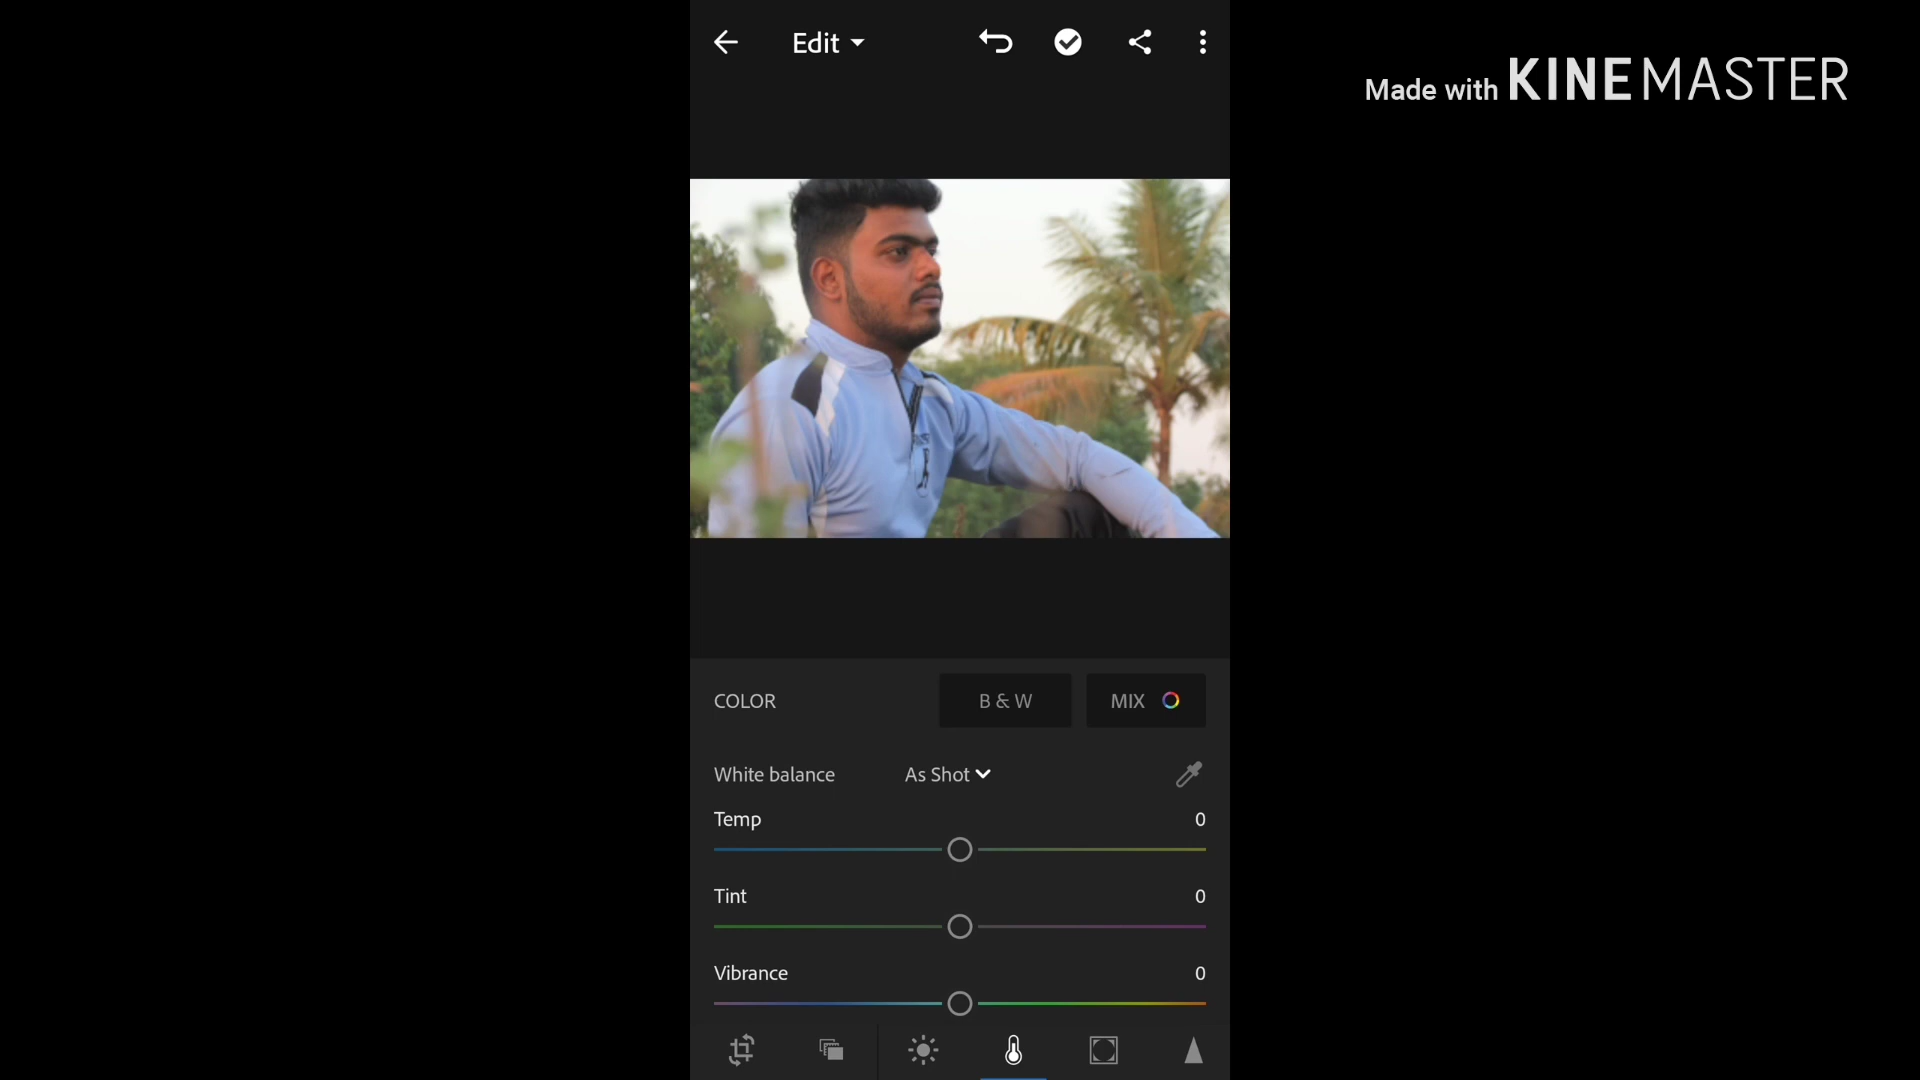 Edit
Made with KINEMASTER
COLOR
B & W
MIX
White balance
As Shot
Temp
0
Tint
0
Vibrance
0